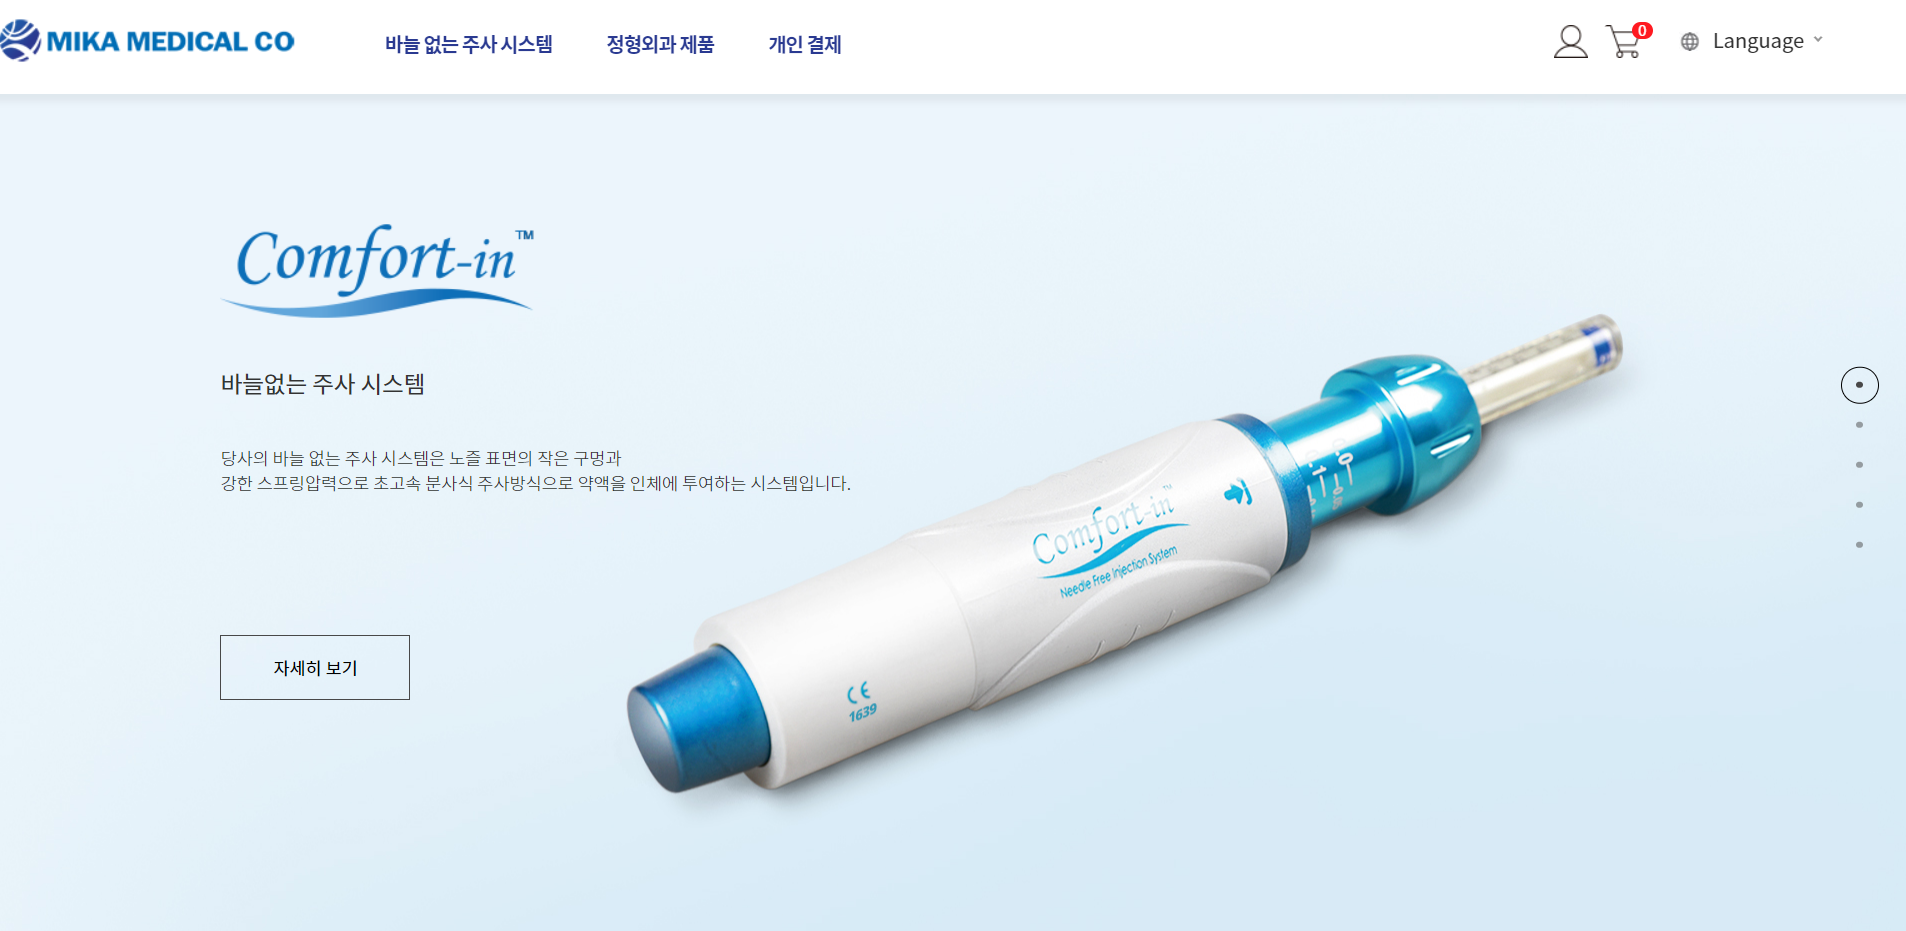 MIKA MEDICAL CO
바늘 없는 주사 시스템
정형외과 제품
개인 결제
0
Language
Comfort-in™
바늘없는 주사 시스템
당사의 바늘 없는 주사 시스템은 노즐 표면의 작은 구멍과
강한 스프링압력으로 초고속 분사식 주사방식으로 약액을 인체에 투여하는 시스템입니다.
자세히 보기
0.0
0.1
Comfort-in™
Needle Free Injection System
CE
1639